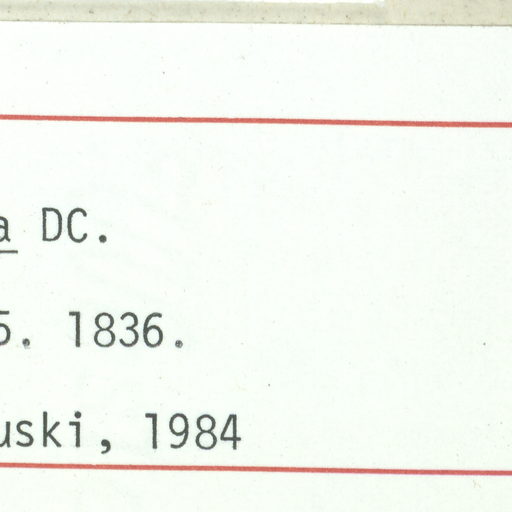 a DC.
5. 1836.
uski, 1984